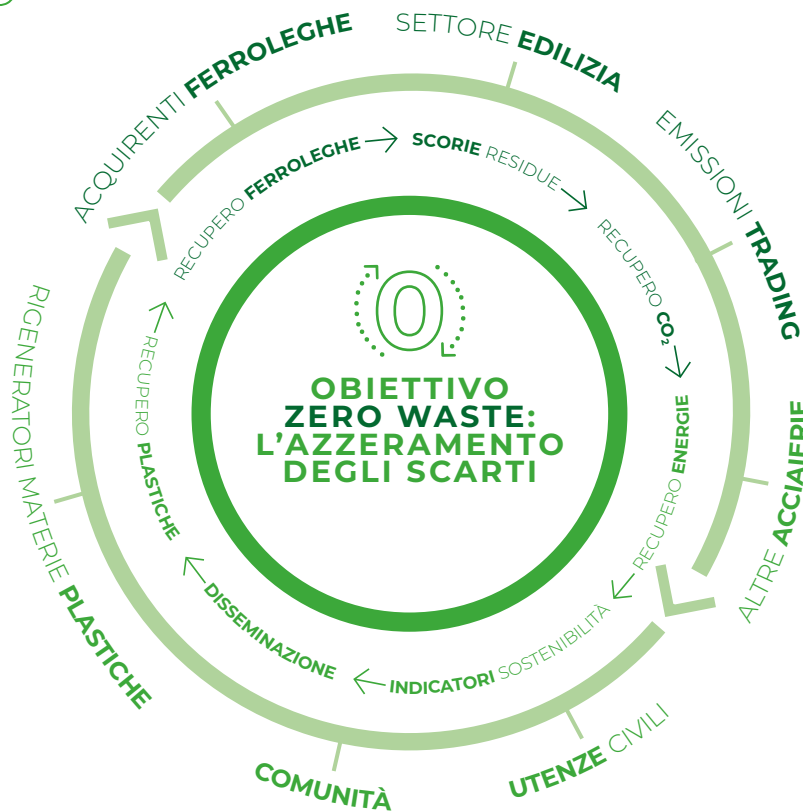 0
OBIETTIVO
ZERO WASTE:
L'AZZERAMENTO
DEGLI SCARTI
RECUPERO FERROLEGHE
SCORIE RESIDUE
RECUPERO CO₂
RECUPERO ENERGIE
INDICATORI SOSTENIBILITÀ
DISSEMINAZIONE
RECUPERO PLASTICHE
ACQUIRENTI FERROLEGHE
SETTORE EDILIZIA
EMISSIONI TRADING
ALTRE ACCIAIERIE
UTENZE CIVILI
COMUNITÀ
RIGENERATORI MATERIE PLASTICHE